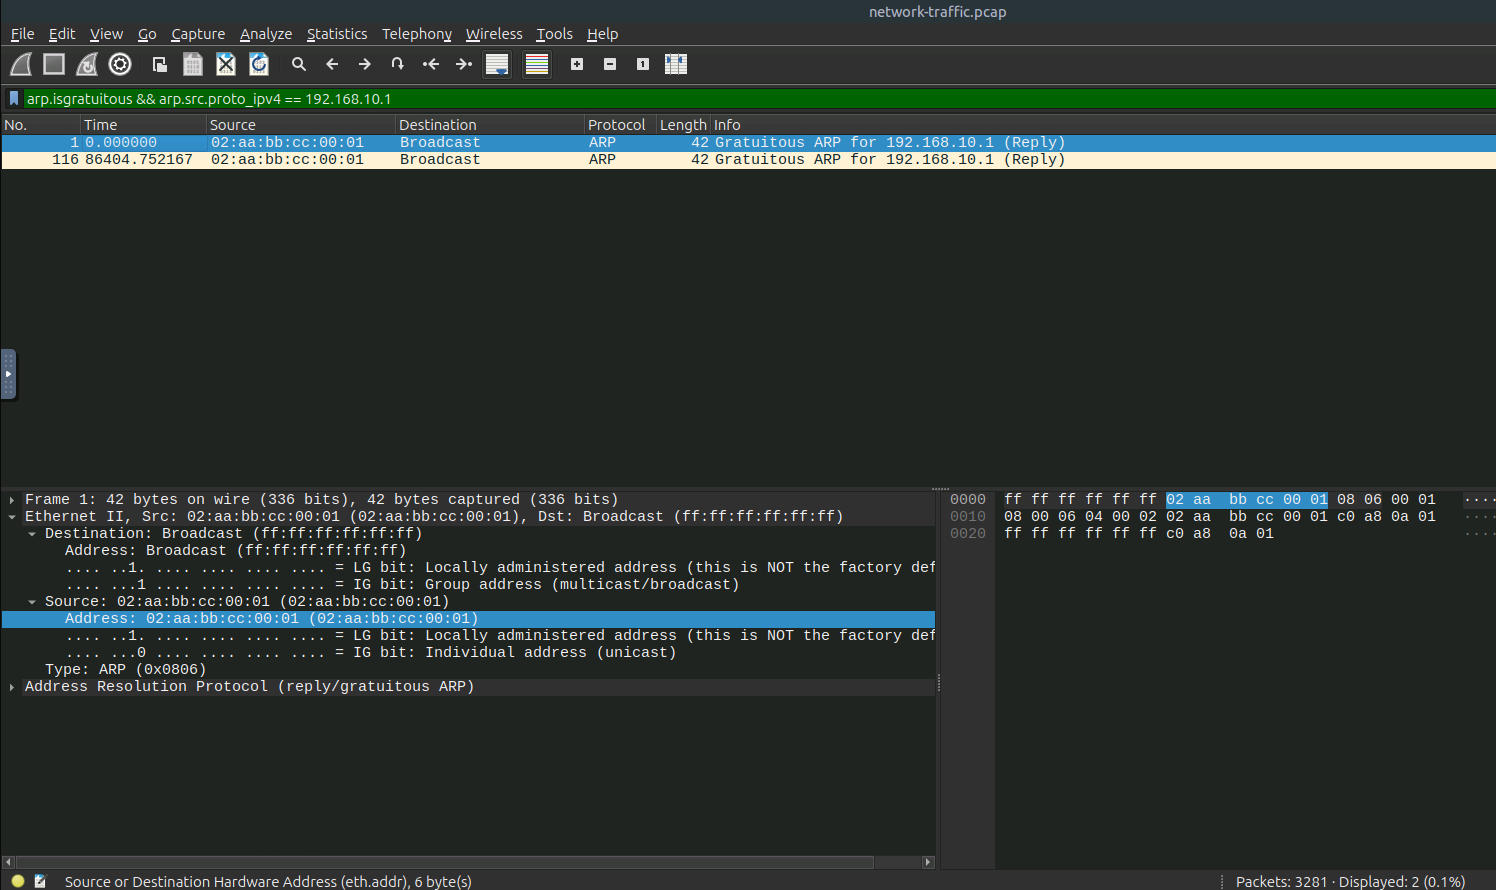 network-traffic.pcap
File Edit View Go Capture Analyze Statistics Telephony Wireless Tools Help
arp.isgratuitous && arp.src.proto_ipv4 == 192.168.10.1
No. Time Source Destination Protocol Length Info
1 0.000000 02:aa:bb:cc:00:01 Broadcast ARP 42 Gratuitous ARP for 192.168.10.1 (Reply)
116 86404.752167 02:aa:bb:cc:00:01 Broadcast ARP 42 Gratuitous ARP for 192.168.10.1 (Reply)
Frame 1: 42 bytes on wire (336 bits), 42 bytes captured (336 bits)
Ethernet II, Src: 02:aa:bb:cc:00:01 (02:aa:bb:cc:00:01), Dst: Broadcast (ff:ff:ff:ff:ff:ff)
Destination: Broadcast (ff:ff:ff:ff:ff:ff)
Address: Broadcast (ff:ff:ff:ff:ff:ff)
.... ..1. .... .... .... .... = LG bit: Locally administered address (this is NOT the factory def
.... ...1 .... .... .... .... = IG bit: Group address (multicast/broadcast)
Source: 02:aa:bb:cc:00:01 (02:aa:bb:cc:00:01)
Address: 02:aa:bb:cc:00:01 (02:aa:bb:cc:00:01)
.... ..1. .... .... .... .... = LG bit: Locally administered address (this is NOT the factory def
.... ...0 .... .... .... .... = IG bit: Individual address (unicast)
Type: ARP (0x0806)
Address Resolution Protocol (reply/gratuitous ARP)
0000 ff ff ff ff ff ff 02 aa bb cc 00 01 08 06 00 01 ····
0010 08 00 06 04 00 02 02 aa bb cc 00 01 c0 a8 0a 01 ····
0020 ff ff ff ff ff ff c0 a8 0a 01 ····
Source or Destination Hardware Address (eth.addr), 6 byte(s)
Packets: 3281 · Displayed: 2 (0.1%)